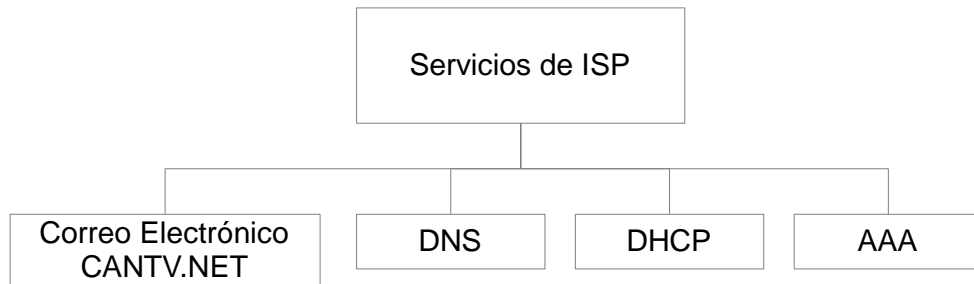 Servicios de ISP
Correo Electrónico
CANTV.NET
DNS
DHCP
AAA